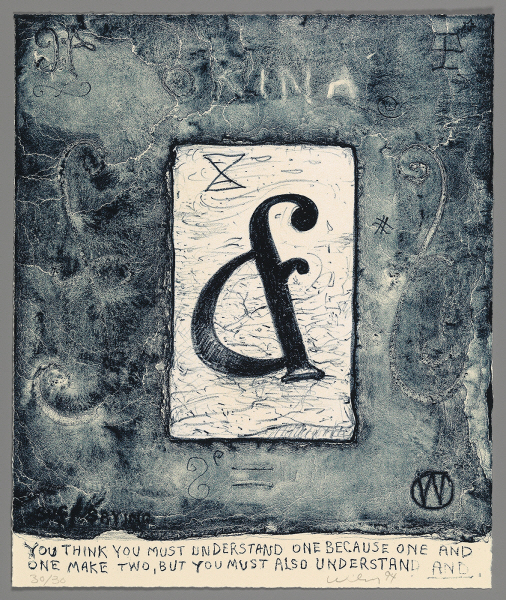 KINA
&
W
YOU THINK YOU MUST UNDERSTAND ONE BECAUSE ONE AND
ONE MAKE TWO, BUT YOU MUST ALSO UNDERSTAND AND.
30/30